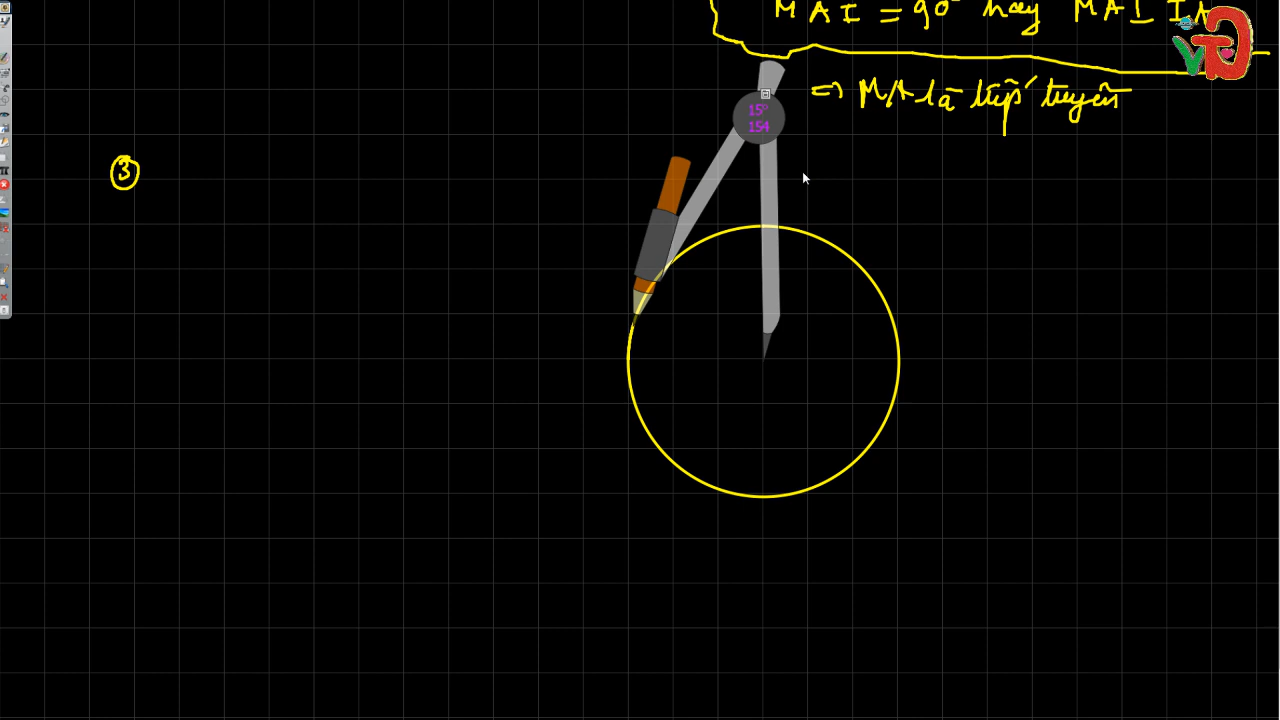 MAI = 90° hay MA ⊥ IA
⇒ MA là tiếp tuyến
15°
154
③